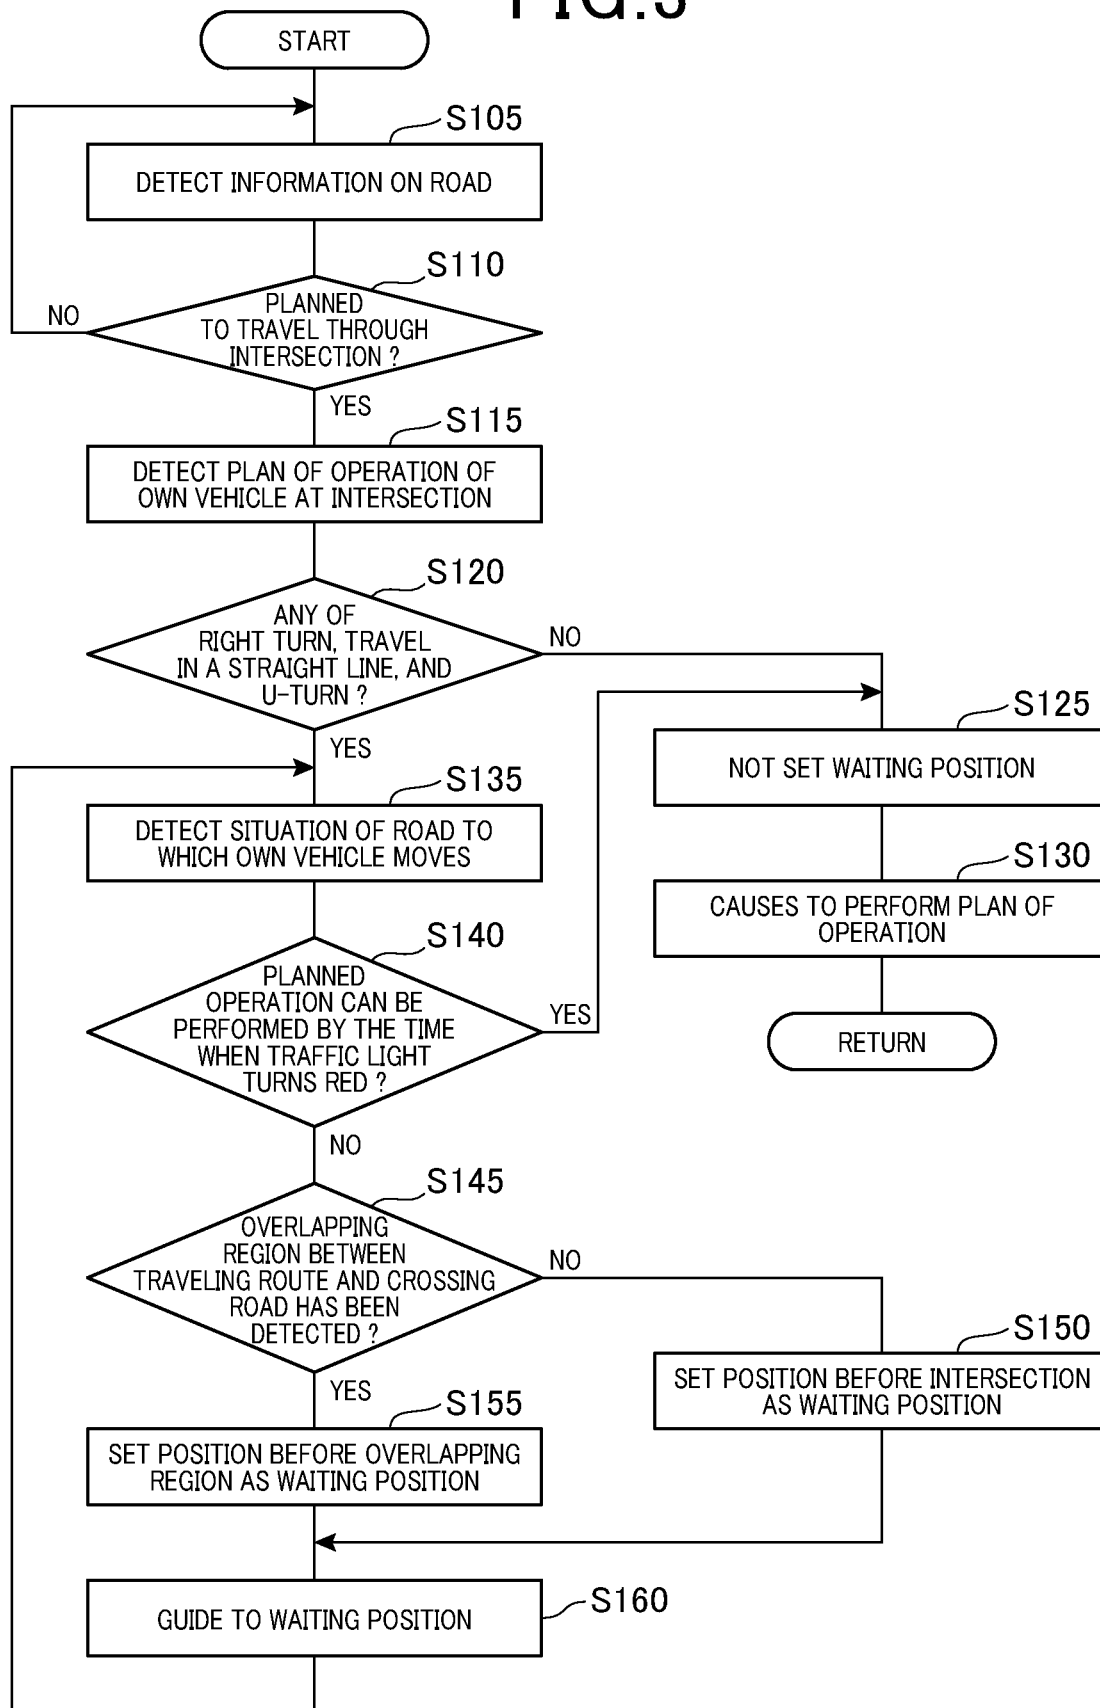 FIG.3
START
S105
DETECT INFORMATION ON ROAD
S110
PLANNED
TO TRAVEL THROUGH
INTERSECTION ?
NO
YES
S115
DETECT PLAN OF OPERATION OF
OWN VEHICLE AT INTERSECTION
S120
ANY OF
RIGHT TURN, TRAVEL
IN A STRAIGHT LINE, AND
U-TURN ?
NO
YES
S125
NOT SET WAITING POSITION
S130
CAUSES TO PERFORM PLAN OF
OPERATION
RETURN
S135
DETECT SITUATION OF ROAD TO
WHICH OWN VEHICLE MOVES
S140
PLANNED
OPERATION CAN BE
PERFORMED BY THE TIME
WHEN TRAFFIC LIGHT
TURNS RED ?
YES
NO
S145
OVERLAPPING
REGION BETWEEN
TRAVELING ROUTE AND CROSSING
ROAD HAS BEEN
DETECTED ?
NO
YES
S150
SET POSITION BEFORE INTERSECTION
AS WAITING POSITION
S155
SET POSITION BEFORE OVERLAPPING
REGION AS WAITING POSITION
S160
GUIDE TO WAITING POSITION